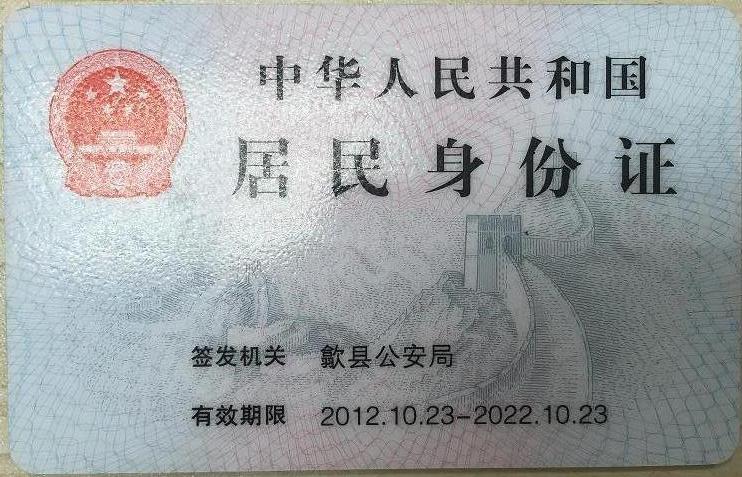 中华人民共和国
居民身份证
签发机关 歙县公安局
有效期限 2012.10.23-2022.10.23